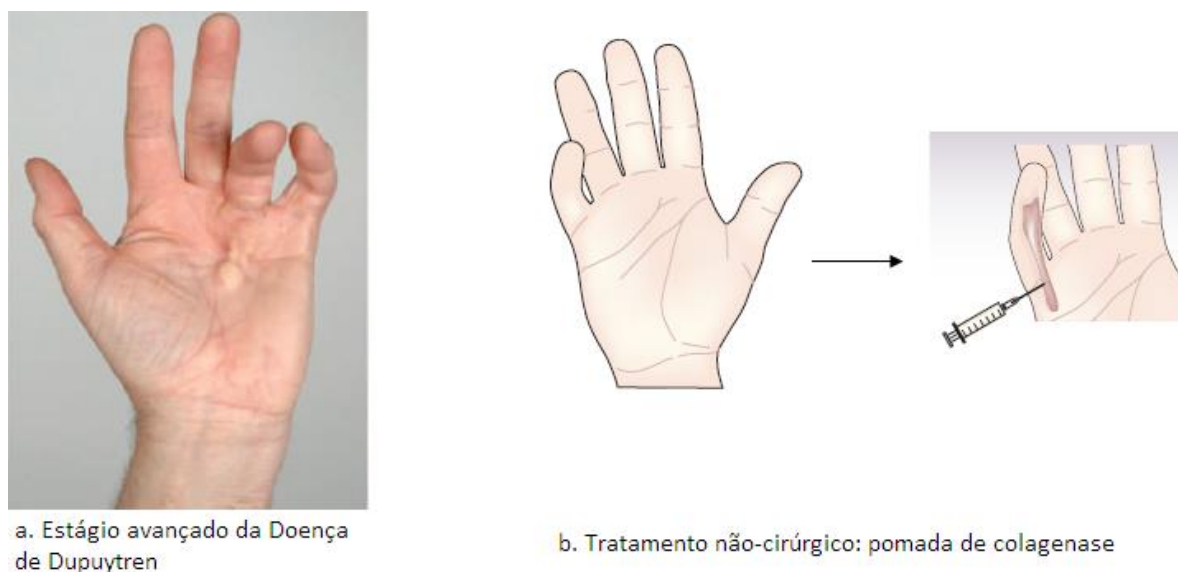 a. Estágio avançado da Doença
de Dupuytren
b. Tratamento não-cirúrgico: pomada de colagenase